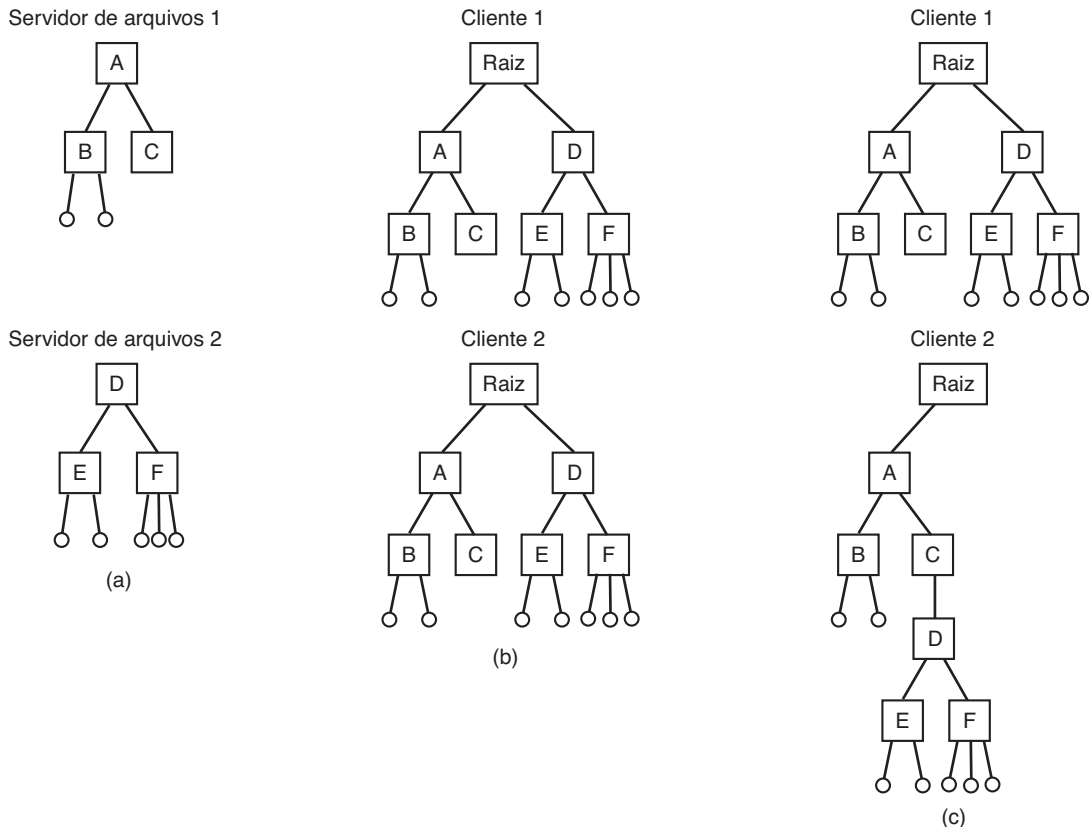 Servidor de arquivos 1
A
B
C
Servidor de arquivos 2
D
E
F
(a)
Cliente 1
Raiz
A
D
B
C
E
F
Cliente 2
Raiz
A
D
B
C
E
F
(b)
Cliente 1
Raiz
A
D
B
C
E
F
Cliente 2
Raiz
A
B
C
D
E
F
(c)